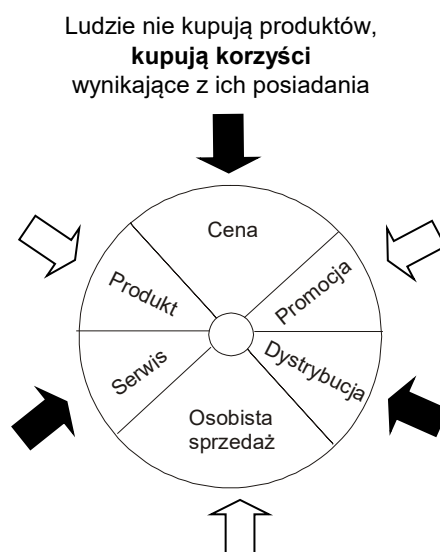 Ludzie nie kupują produktów,
kupują korzyści
wynikające z ich posiadania
Cena
Produkt
Promocja
Serwis
Dystrybucja
Osobista
sprzedaż